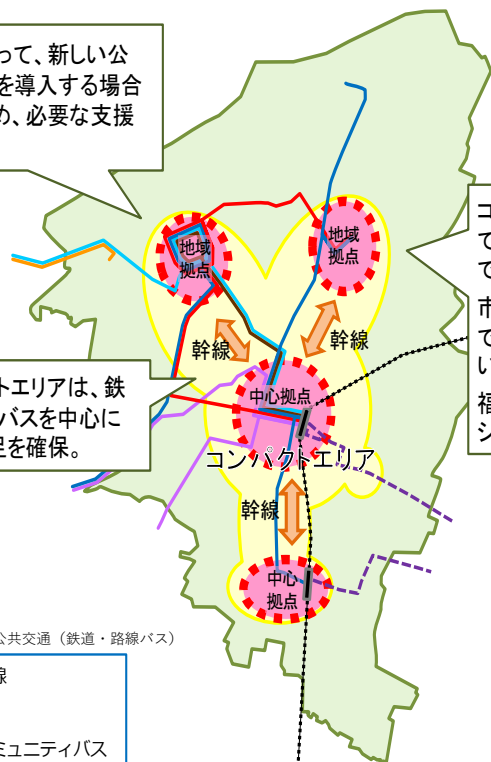 って、新しい公
を導入する場合
め、必要な支援
地域
拠点
地域
拠点
コ
て
で
市
て
い
福
シ
幹線
幹線
トエリアは、鉄
バスを中心に
足を確保。
中心拠点
コンパクトエリア
幹線
中心
拠点
公共交通（鉄道・路線バス）
線
ミュニティバス